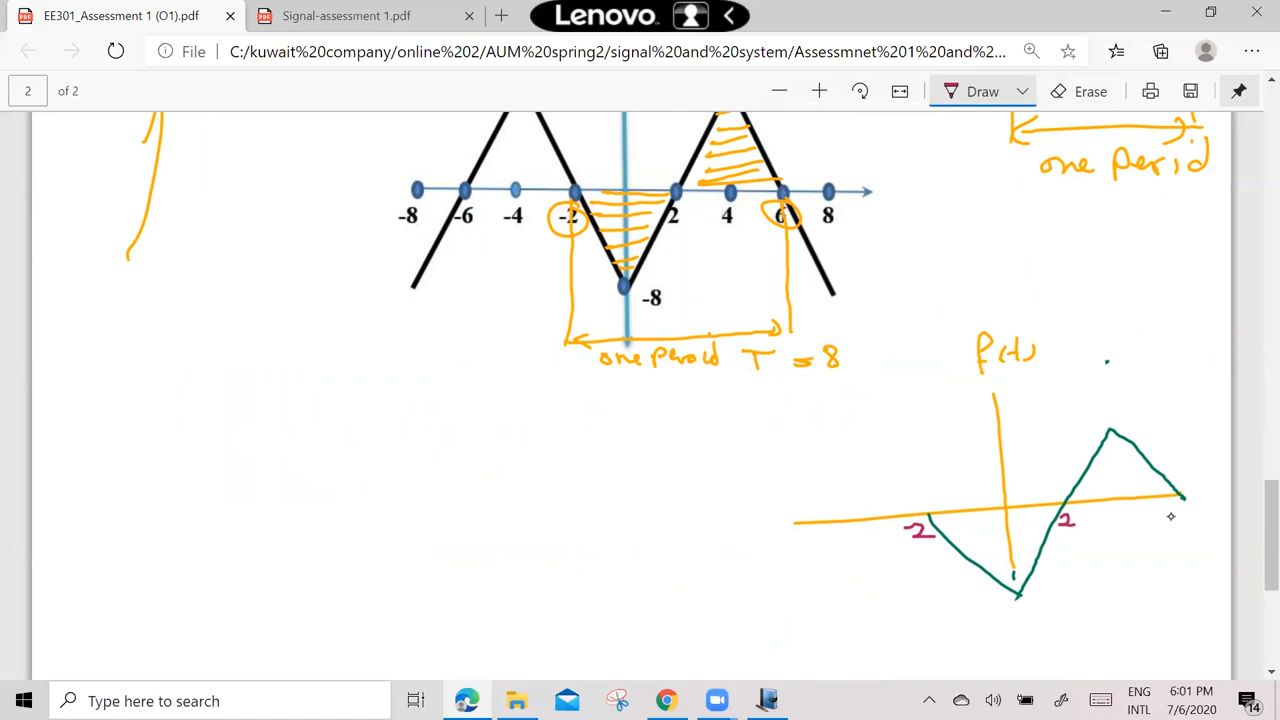 EE301_Assessment 1 (O1).pdf
Signal-assessment 1.pdf
Lenovo
File
C:/kuwait%20company/online%202/AUM%20spring2/signal%20and%20system/Assessmnet%201%20and%2...
2 of 2
Draw
Erase
one Period
-8 -6 -4 -2 2 4 6 8
-8
one Peroid T = 8
f(t)
-2 2
Type here to search
ENG
INTL
6:01 PM
7/6/2020
14